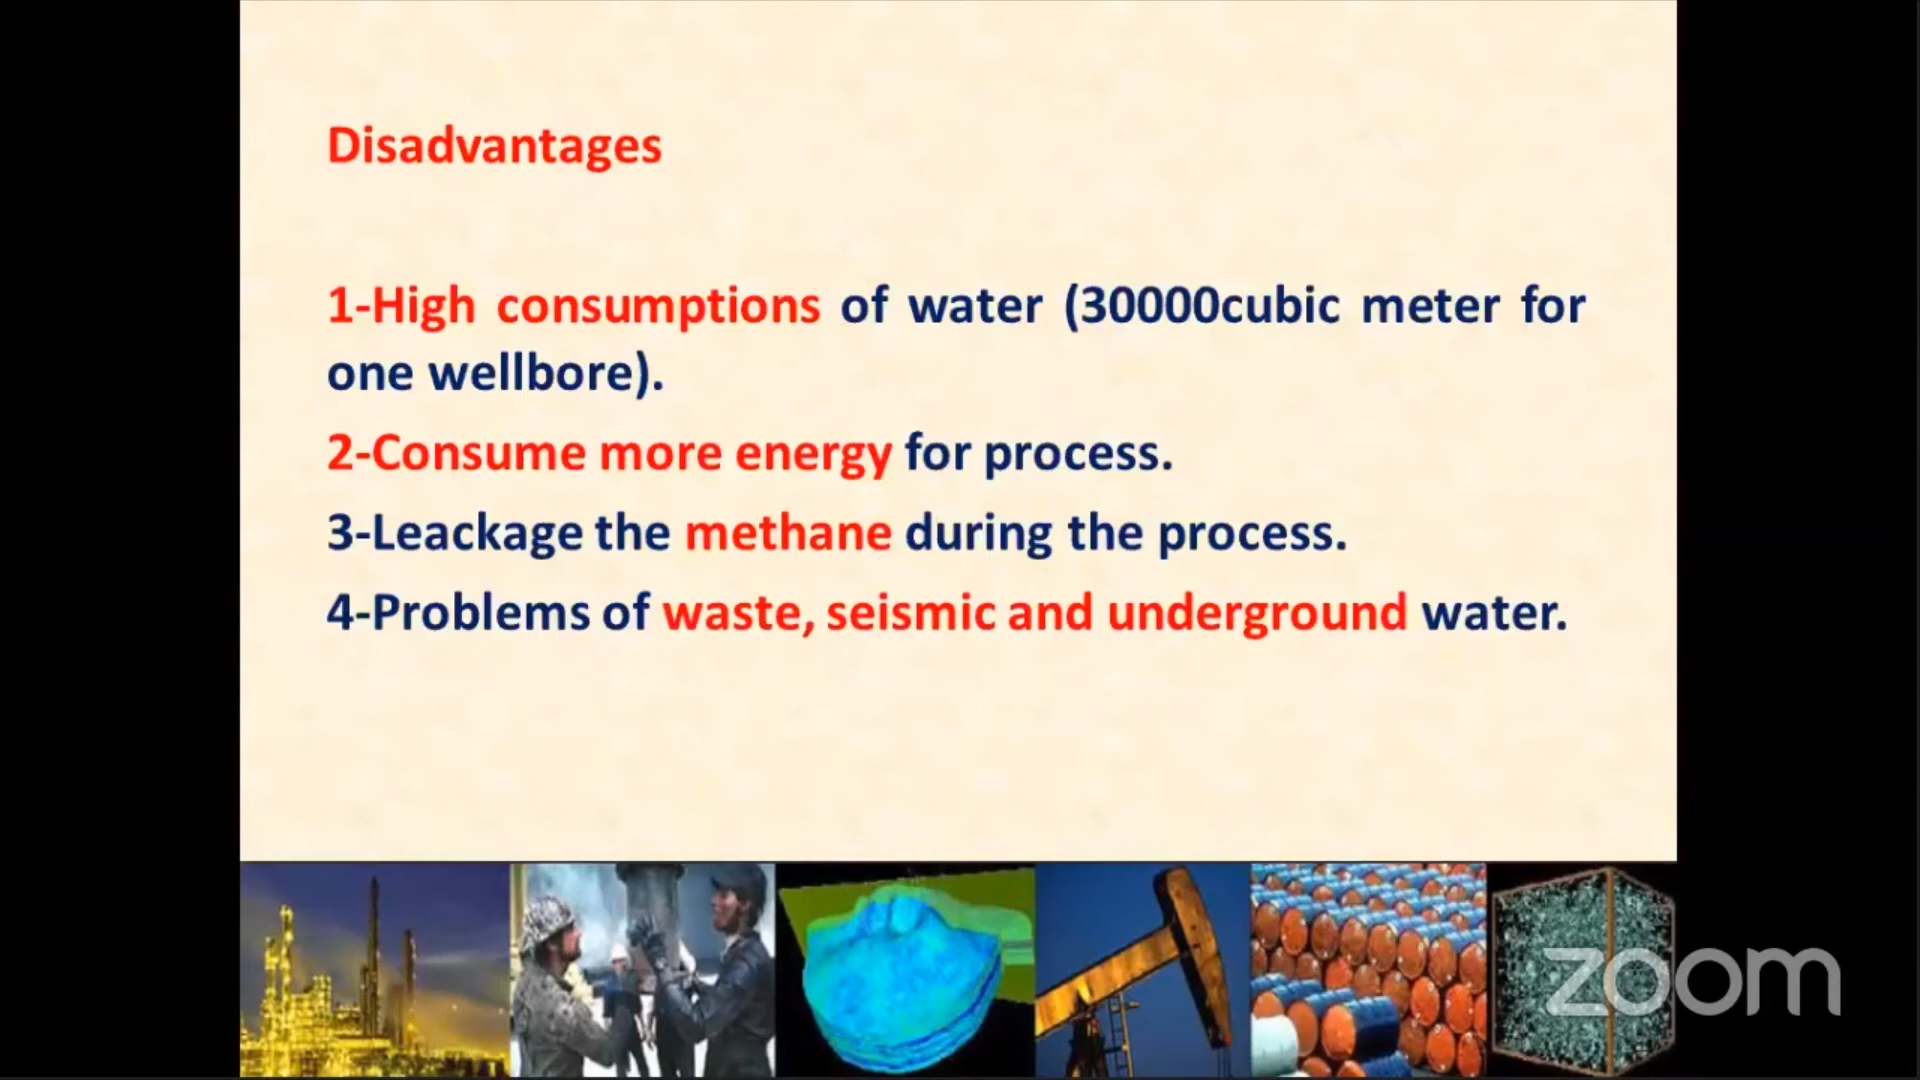 Disadvantages
1-High consumptions of water (30000cubic meter for
one wellbore).
2-Consume more energy for process.
3-Leackage the methane during the process.
4-Problems of waste, seismic and underground water.
zoom